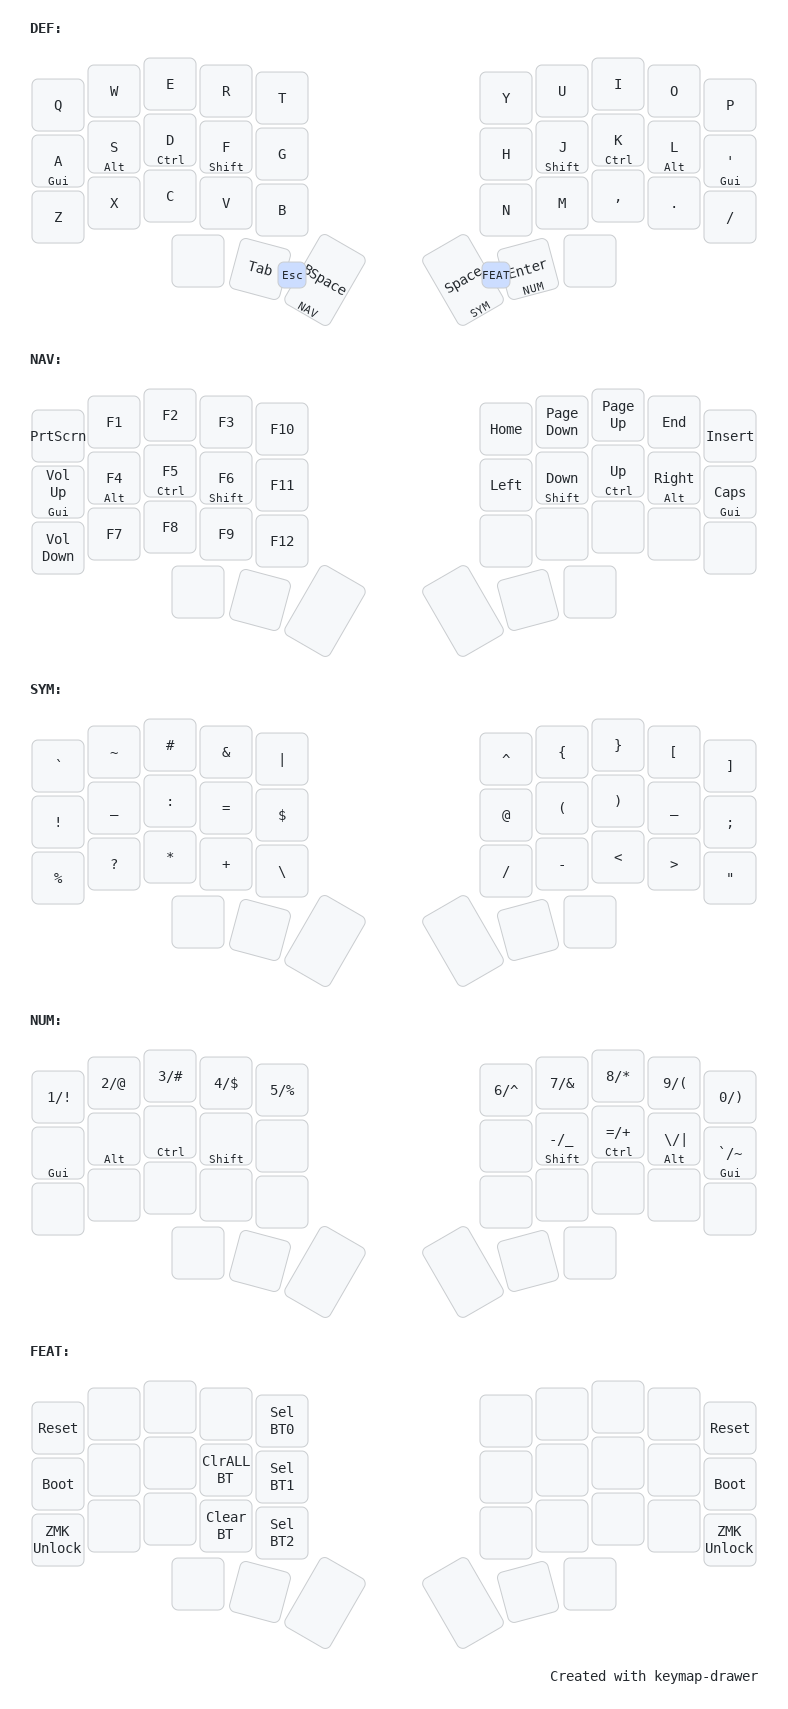 DEF:
Q W E R T Y U I O P
A S D F G H J K L '
Gui Alt Ctrl Shift Shift Ctrl Alt Gui
Z X C V B N M , . /
Tab Esc BSpace Space FEAT Enter
NAV SYM NUM
NAV:
PrtScrn F1 F2 F3 F10 Home Page Down Page Up End Insert
Vol Up F4 F5 F6 F11 Left Down Up Right Caps
Gui Alt Ctrl Shift Shift Ctrl Alt Gui
Vol Down F7 F8 F9 F12
SYM:
` ~ # & | ^ { } [ ]
! _ : = $ @ ( ) _ ;
% ? * + \ / - < > "
NUM:
1/! 2/@ 3/# 4/$ 5/% 6/^ 7/& 8/* 9/( 0/)
-/_ =/+ \/| `/~
Gui Alt Ctrl Shift Shift Ctrl Alt Gui
FEAT:
Reset Sel BT0 Reset
Boot ClrALL BT Sel BT1 Boot
ZMK Unlock Clear BT Sel BT2 ZMK Unlock
Created with keymap-drawer